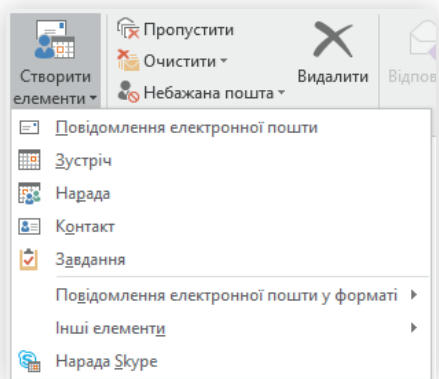 Створити
елементи
Пропустити
Очистити
Небажана пошта
Видалити
Відпов
Повідомлення електронної пошти
Зустріч
Нарада
Контакт
Завдання
Повідомлення електронної пошти у форматі
Інші елементи
Нарада Skype